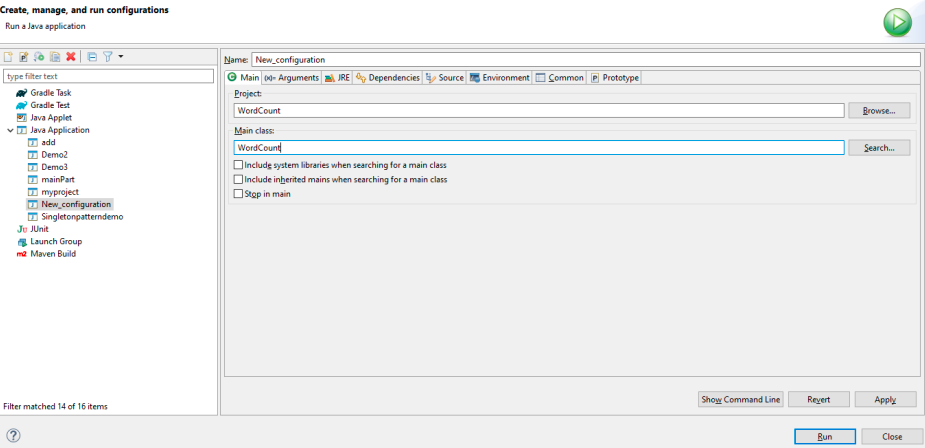 Create, manage, and run configurations
Run a Java application
type filter text
Gradle Task
Gradle Test
Java Applet
Java Application
add
Demo2
Demo3
mainPart
myproject
New_configuration
Singletonpatterndemo
Ju JUnit
Launch Group
m2 Maven Build
Filter matched 14 of 16 items
Name: New_configuration
Main (x)= Arguments JRE Dependencies Source Environment Common Prototype
Project:
WordCount Browse...
Main class:
WordCount Search...
Include system libraries when searching for a main class
Include inherited mains when searching for a main class
Stop in main
Show Command Line Revert Apply
Run Close